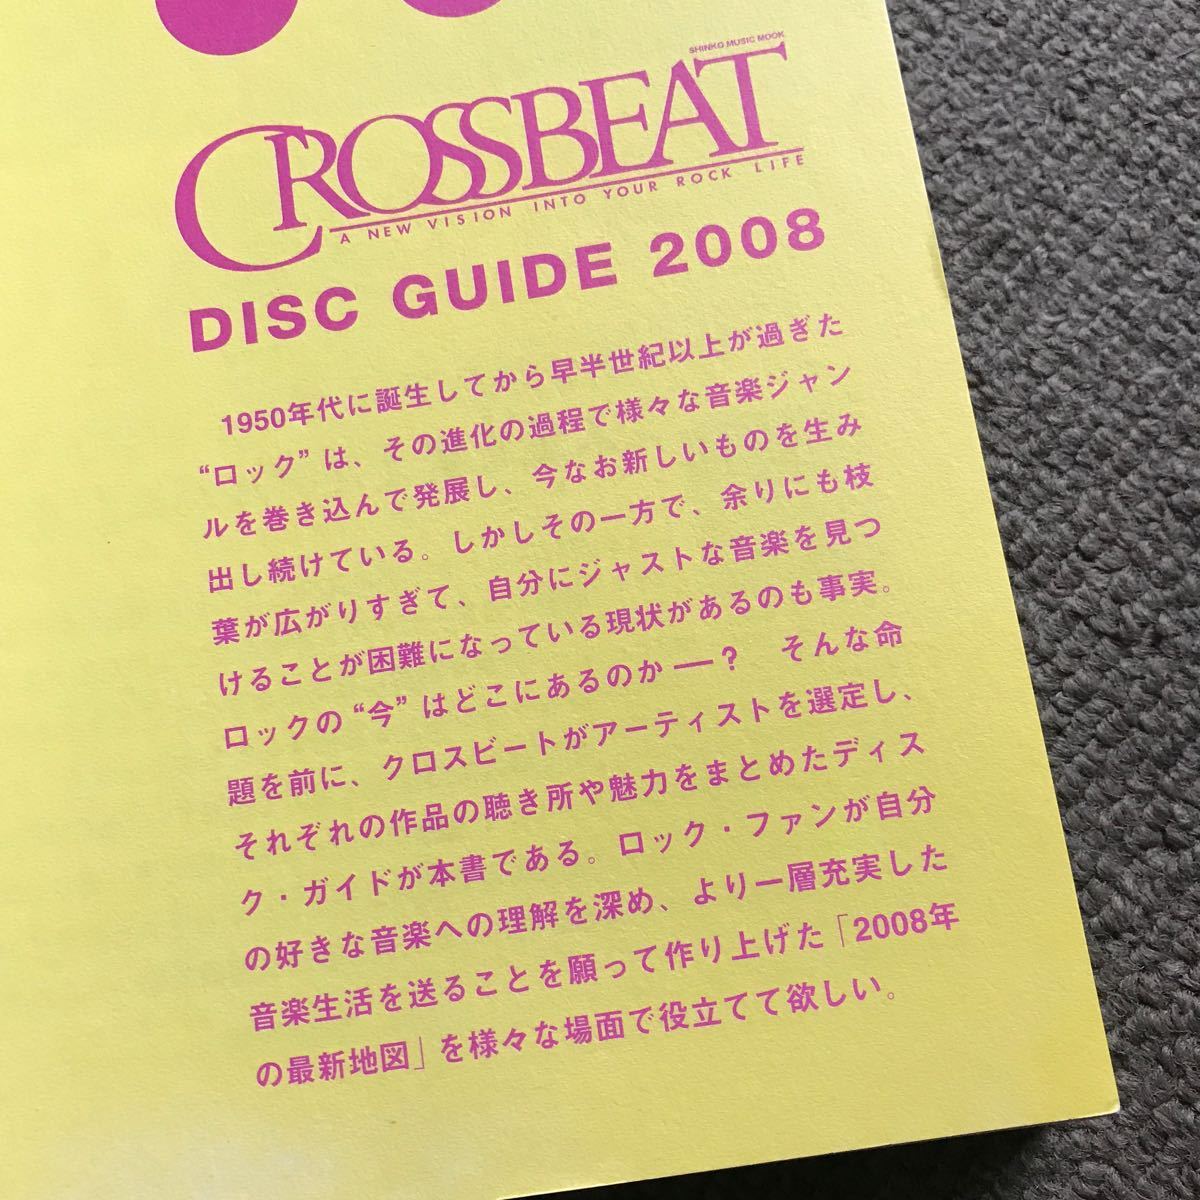 SHINKO MUSIC MOOK
CROSSBEAT
A NEW VISION INTO YOUR ROCK LIFE
DISC GUIDE 2008
1950年代に誕生してから早半世紀以上が過ぎた
“ロック”は、その進化の過程で様々な音楽ジャン
ルを巻き込んで発展し、今なお新しいものを生み
出し続けている。しかしその一方で、余りにも枝
葉が広がりすぎて、自分にジャストな音楽を見つ
けることが困難になっている現状があるのも事実。
ロックの“今”はどこにあるのか──？　そんな命
題を前に、クロスビートがアーティストを選定し、
それぞれの作品の聴き所や魅力をまとめたディス
ク・ガイドが本書である。ロック・ファンが自分
の好きな音楽への理解を深め、より一層充実した
音楽生活を送ることを願って作り上げた「2008年
の最新地図」を様々な場面で役立てて欲しい。